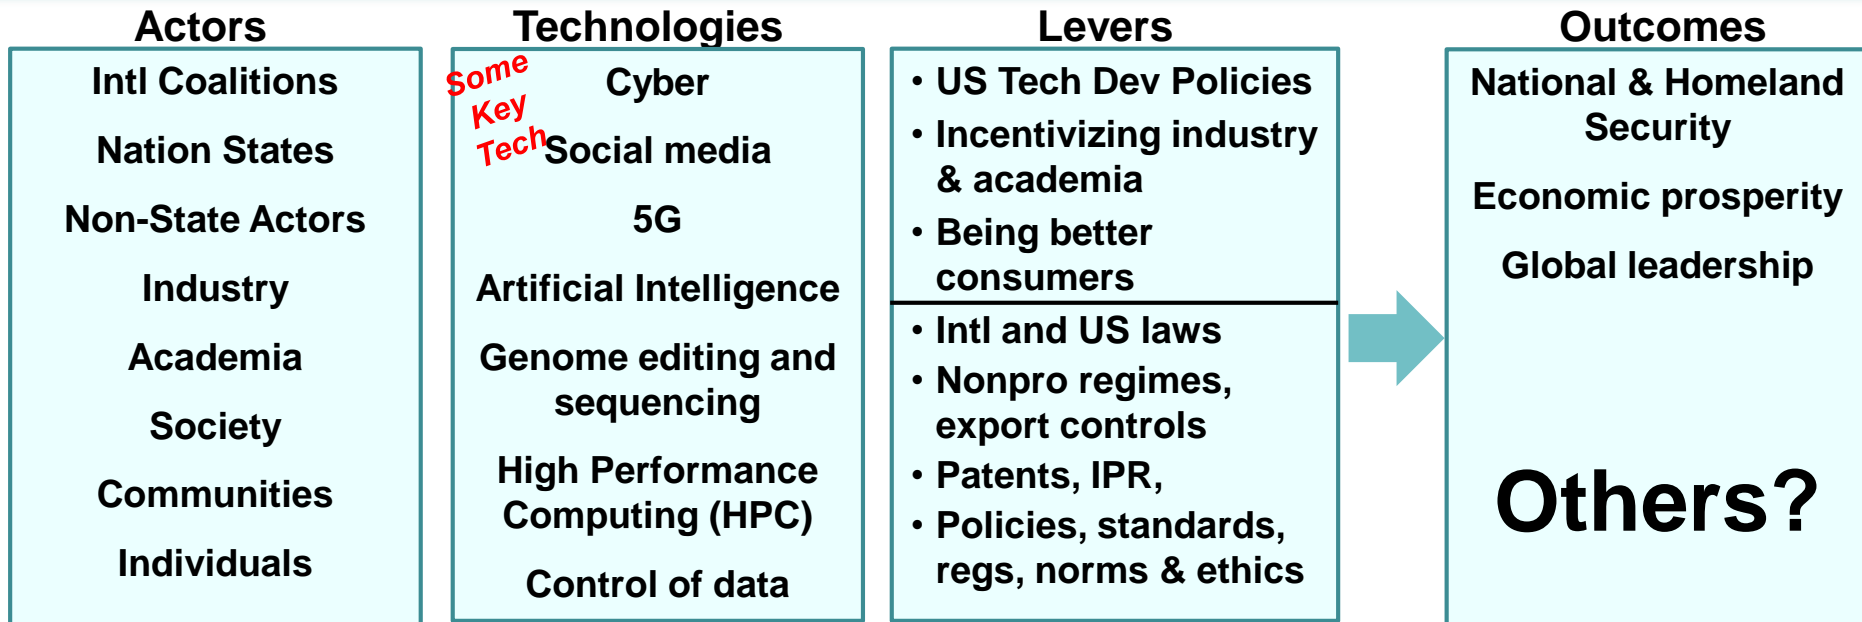 Actors
Intl Coalitions
Nation States
Non-State Actors
Industry
Academia
Society
Communities
Individuals
Technologies
Some
Key
Tech
Cyber
Social media
5G
Artificial Intelligence
Genome editing and
sequencing
High Performance
Computing (HPC)
Control of data
Levers
• US Tech Dev Policies
• Incentivizing industry
& academia
• Being better
consumers
• Intl and US laws
• Nonpro regimes,
export controls
• Patents, IPR,
• Policies, standards,
regs, norms & ethics
Outcomes
National & Homeland
Security
Economic prosperity
Global leadership
Others?